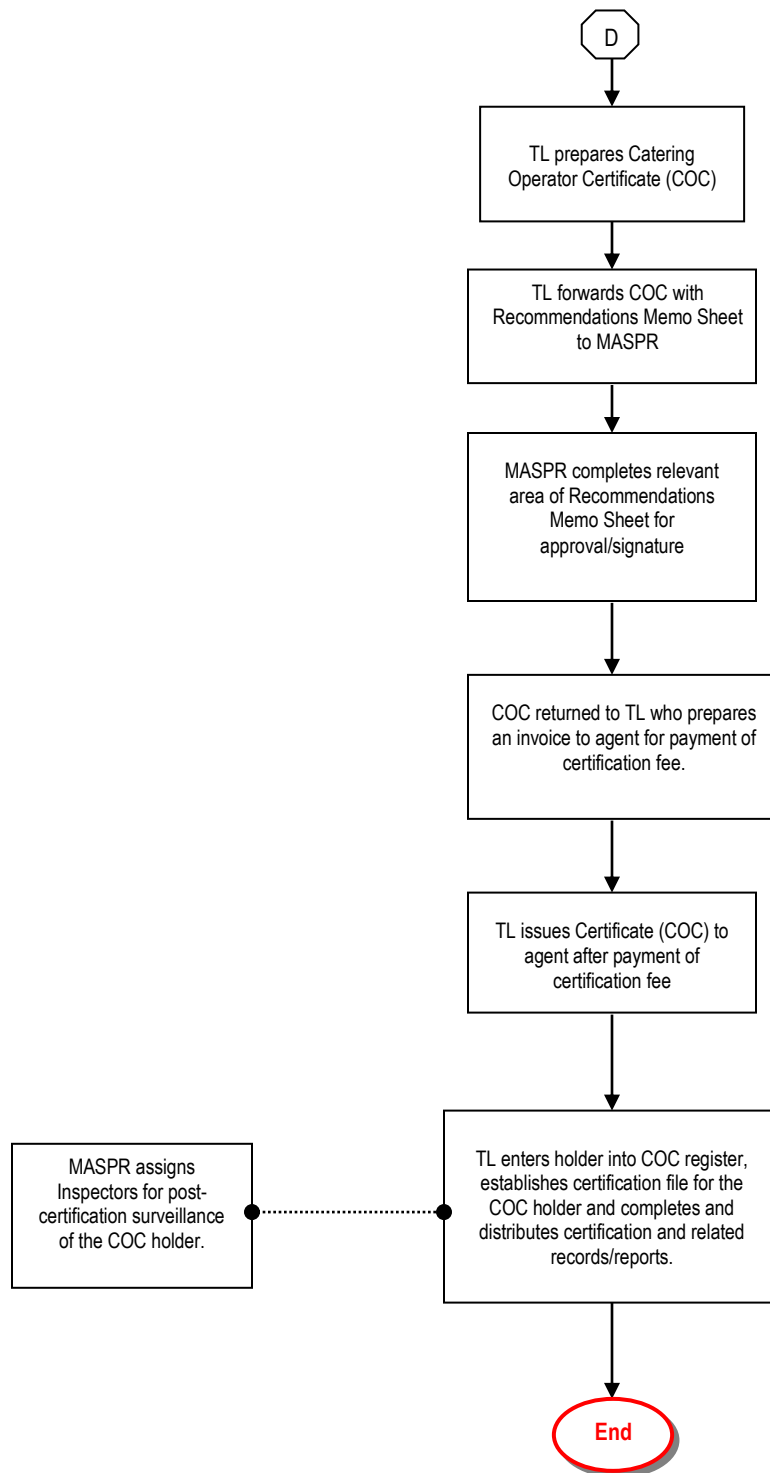 D
TL prepares Catering
Operator Certificate (COC)
TL forwards COC with
Recommendations Memo Sheet
to MASPR
MASPR completes relevant
area of Recommendations
Memo Sheet for
approval/signature
COC returned to TL who prepares
an invoice to agent for payment of
certification fee.
TL issues Certificate (COC) to
agent after payment of
certification fee
MASPR assigns
Inspectors for post-
certification surveillance
of the COC holder.
TL enters holder into COC register,
establishes certification file for the
COC holder and completes and
distributes certification and related
records/reports.
End